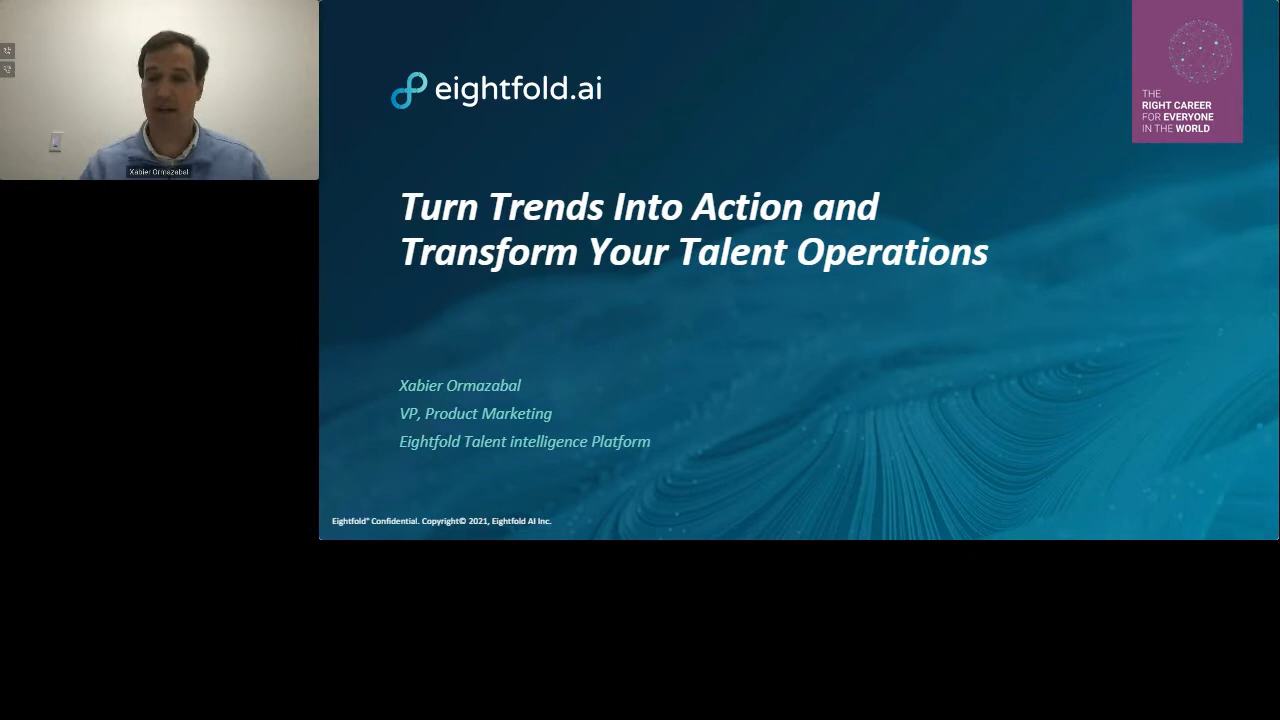 Xabier Ormazabal
eightfold.ai
THE
RIGHT CAREER
FOR EVERYONE
IN THE WORLD
Turn Trends Into Action and
Transform Your Talent Operations
Xabier Ormazabal
VP, Product Marketing
Eightfold Talent intelligence Platform
Eightfold® Confidential. Copyright© 2021, Eightfold AI Inc.